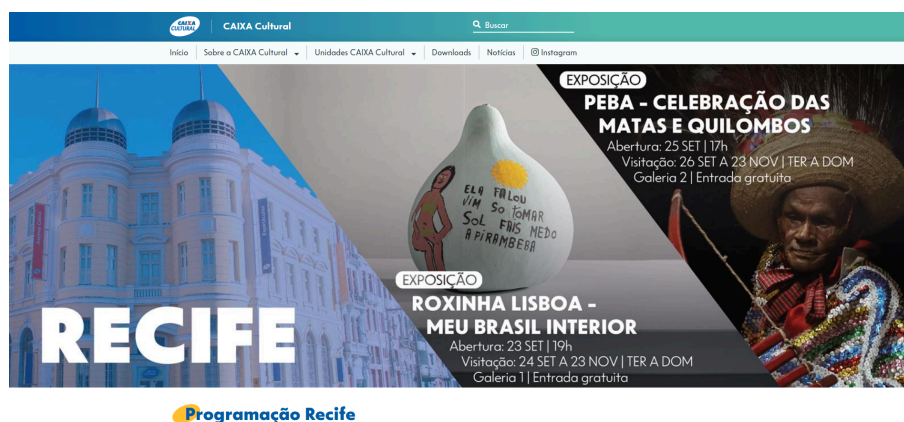 CAIXA
CULTURAL
CAIXA Cultural
Buscar
Início
Sobre a CAIXA Cultural
Unidades CAIXA Cultural
Downloads
Notícias
Instagram
EXPOSIÇÃO
PEBA - CELEBRAÇÃO DAS
MATAS E QUILOMBOS
Abertura: 25 SET | 17h
Visitação: 26 SET A 23 NOV | TER A DOM
Galeria 2 | Entrada gratuita
ELA FALOU
VIM SO TOMAR
SOL FAIS MEDO
A PIRAMBEBA
EXPOSIÇÃO
ROXINHA LISBOA -
MEU BRASIL INTERIOR
Abertura: 23 SET | 19h
Visitação: 24 SET A 23 NOV | TER A DOM
Galeria 1 | Entrada gratuita
RECIFE
Programação Recife